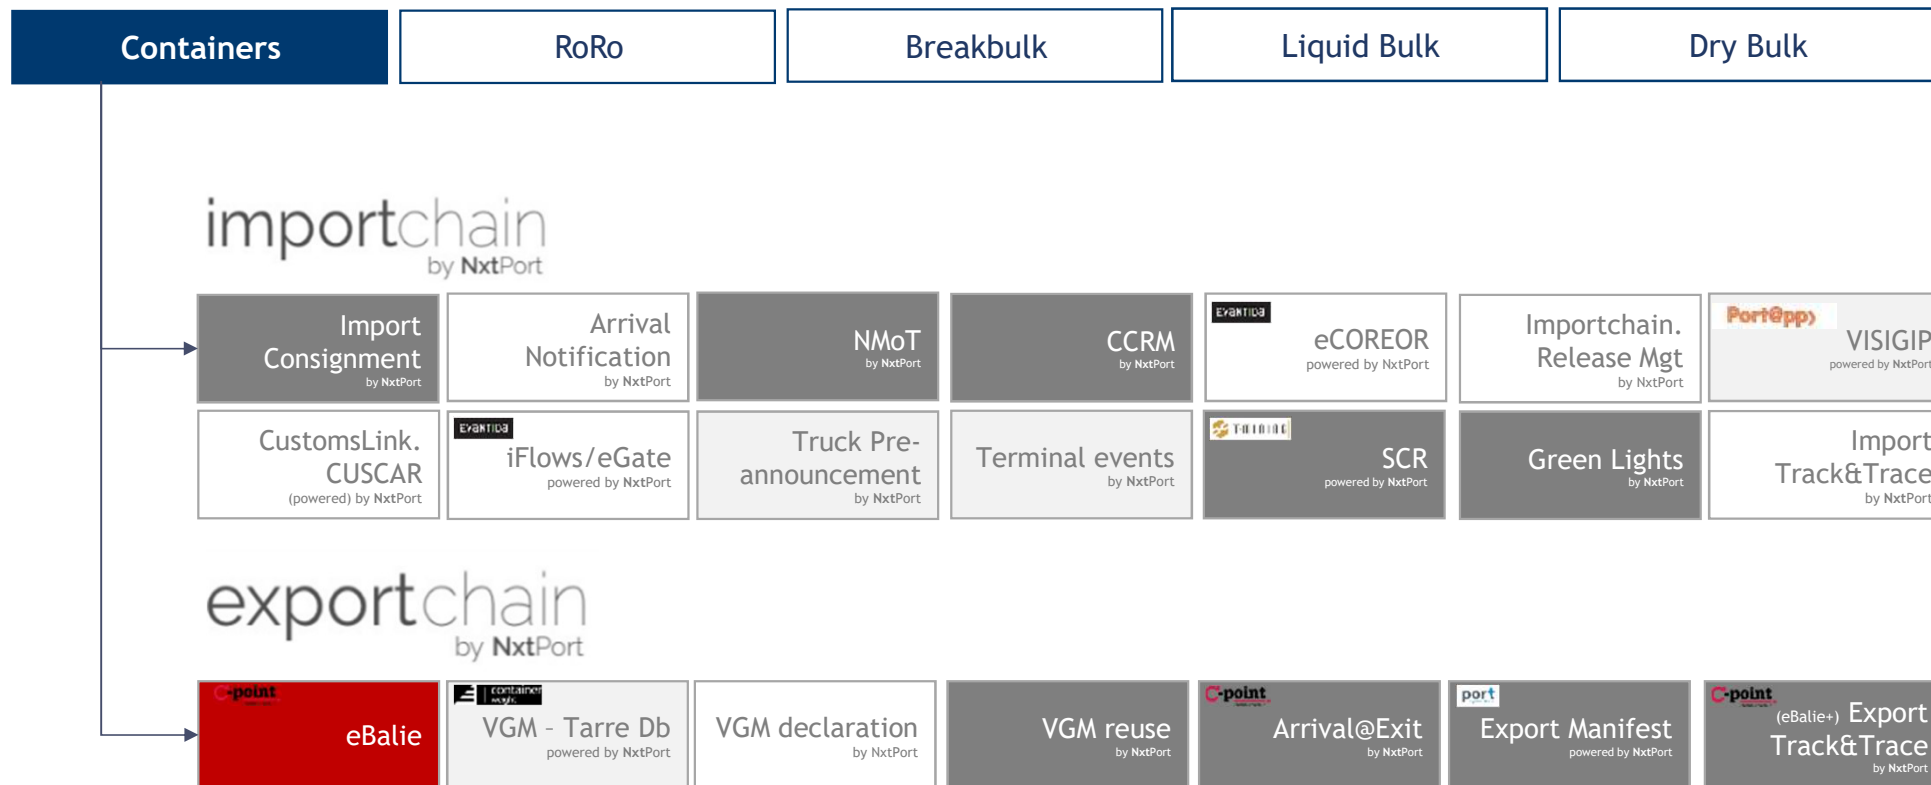 Containers
RoRo
Breakbulk
Liquid Bulk
Dry Bulk
importchain
by NxtPort
Import
Consignment
by NxtPort
Arrival
Notification
by NxtPort
NMoT
by NxtPort
CCRM
by NxtPort
EVANTIDA
eCOREOR
powered by NxtPort
Importchain.
Release Mgt
by NxtPort
Port@pp
VISIGIP
powered by NxtPort
CustomsLink.
CUSCAR
(powered) by NxtPort
EVANTIDA
iFlows/eGate
powered by NxtPort
Truck Pre-
announcement
by NxtPort
Terminal events
by NxtPort
SCR
powered by NxtPort
Green Lights
by NxtPort
Import
Track&Trace
by NxtPort
exportchain
by NxtPort
C-point
eBalie
container
weighs
VGM – Tarre Db
powered by NxtPort
VGM declaration
by NxtPort
VGM reuse
by NxtPort
C-point
Arrival@Exit
by NxtPort
port
Export Manifest
powered by NxtPort
C-point
(eBalie+) Export
Track&Trace
by NxtPort